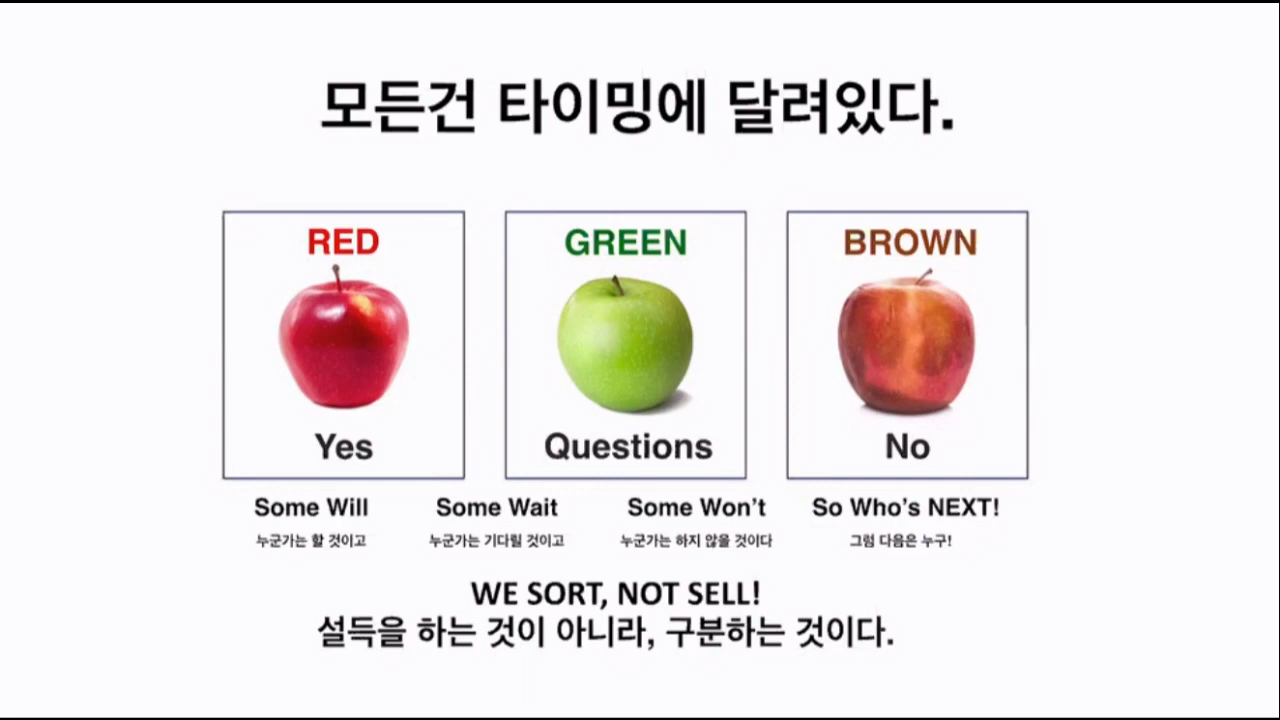 모든건 타이밍에 달려있다.
RED
GREEN
BROWN
Yes
Questions
No
Some Will
Some Wait
Some Won't
So Who's NEXT!
누군가는 할 것이고
누군가는 기다릴 것이고
누군가는 하지 않을 것이다
그럼 다음은 누구!
WE SORT, NOT SELL!
설득을 하는 것이 아니라, 구분하는 것이다.